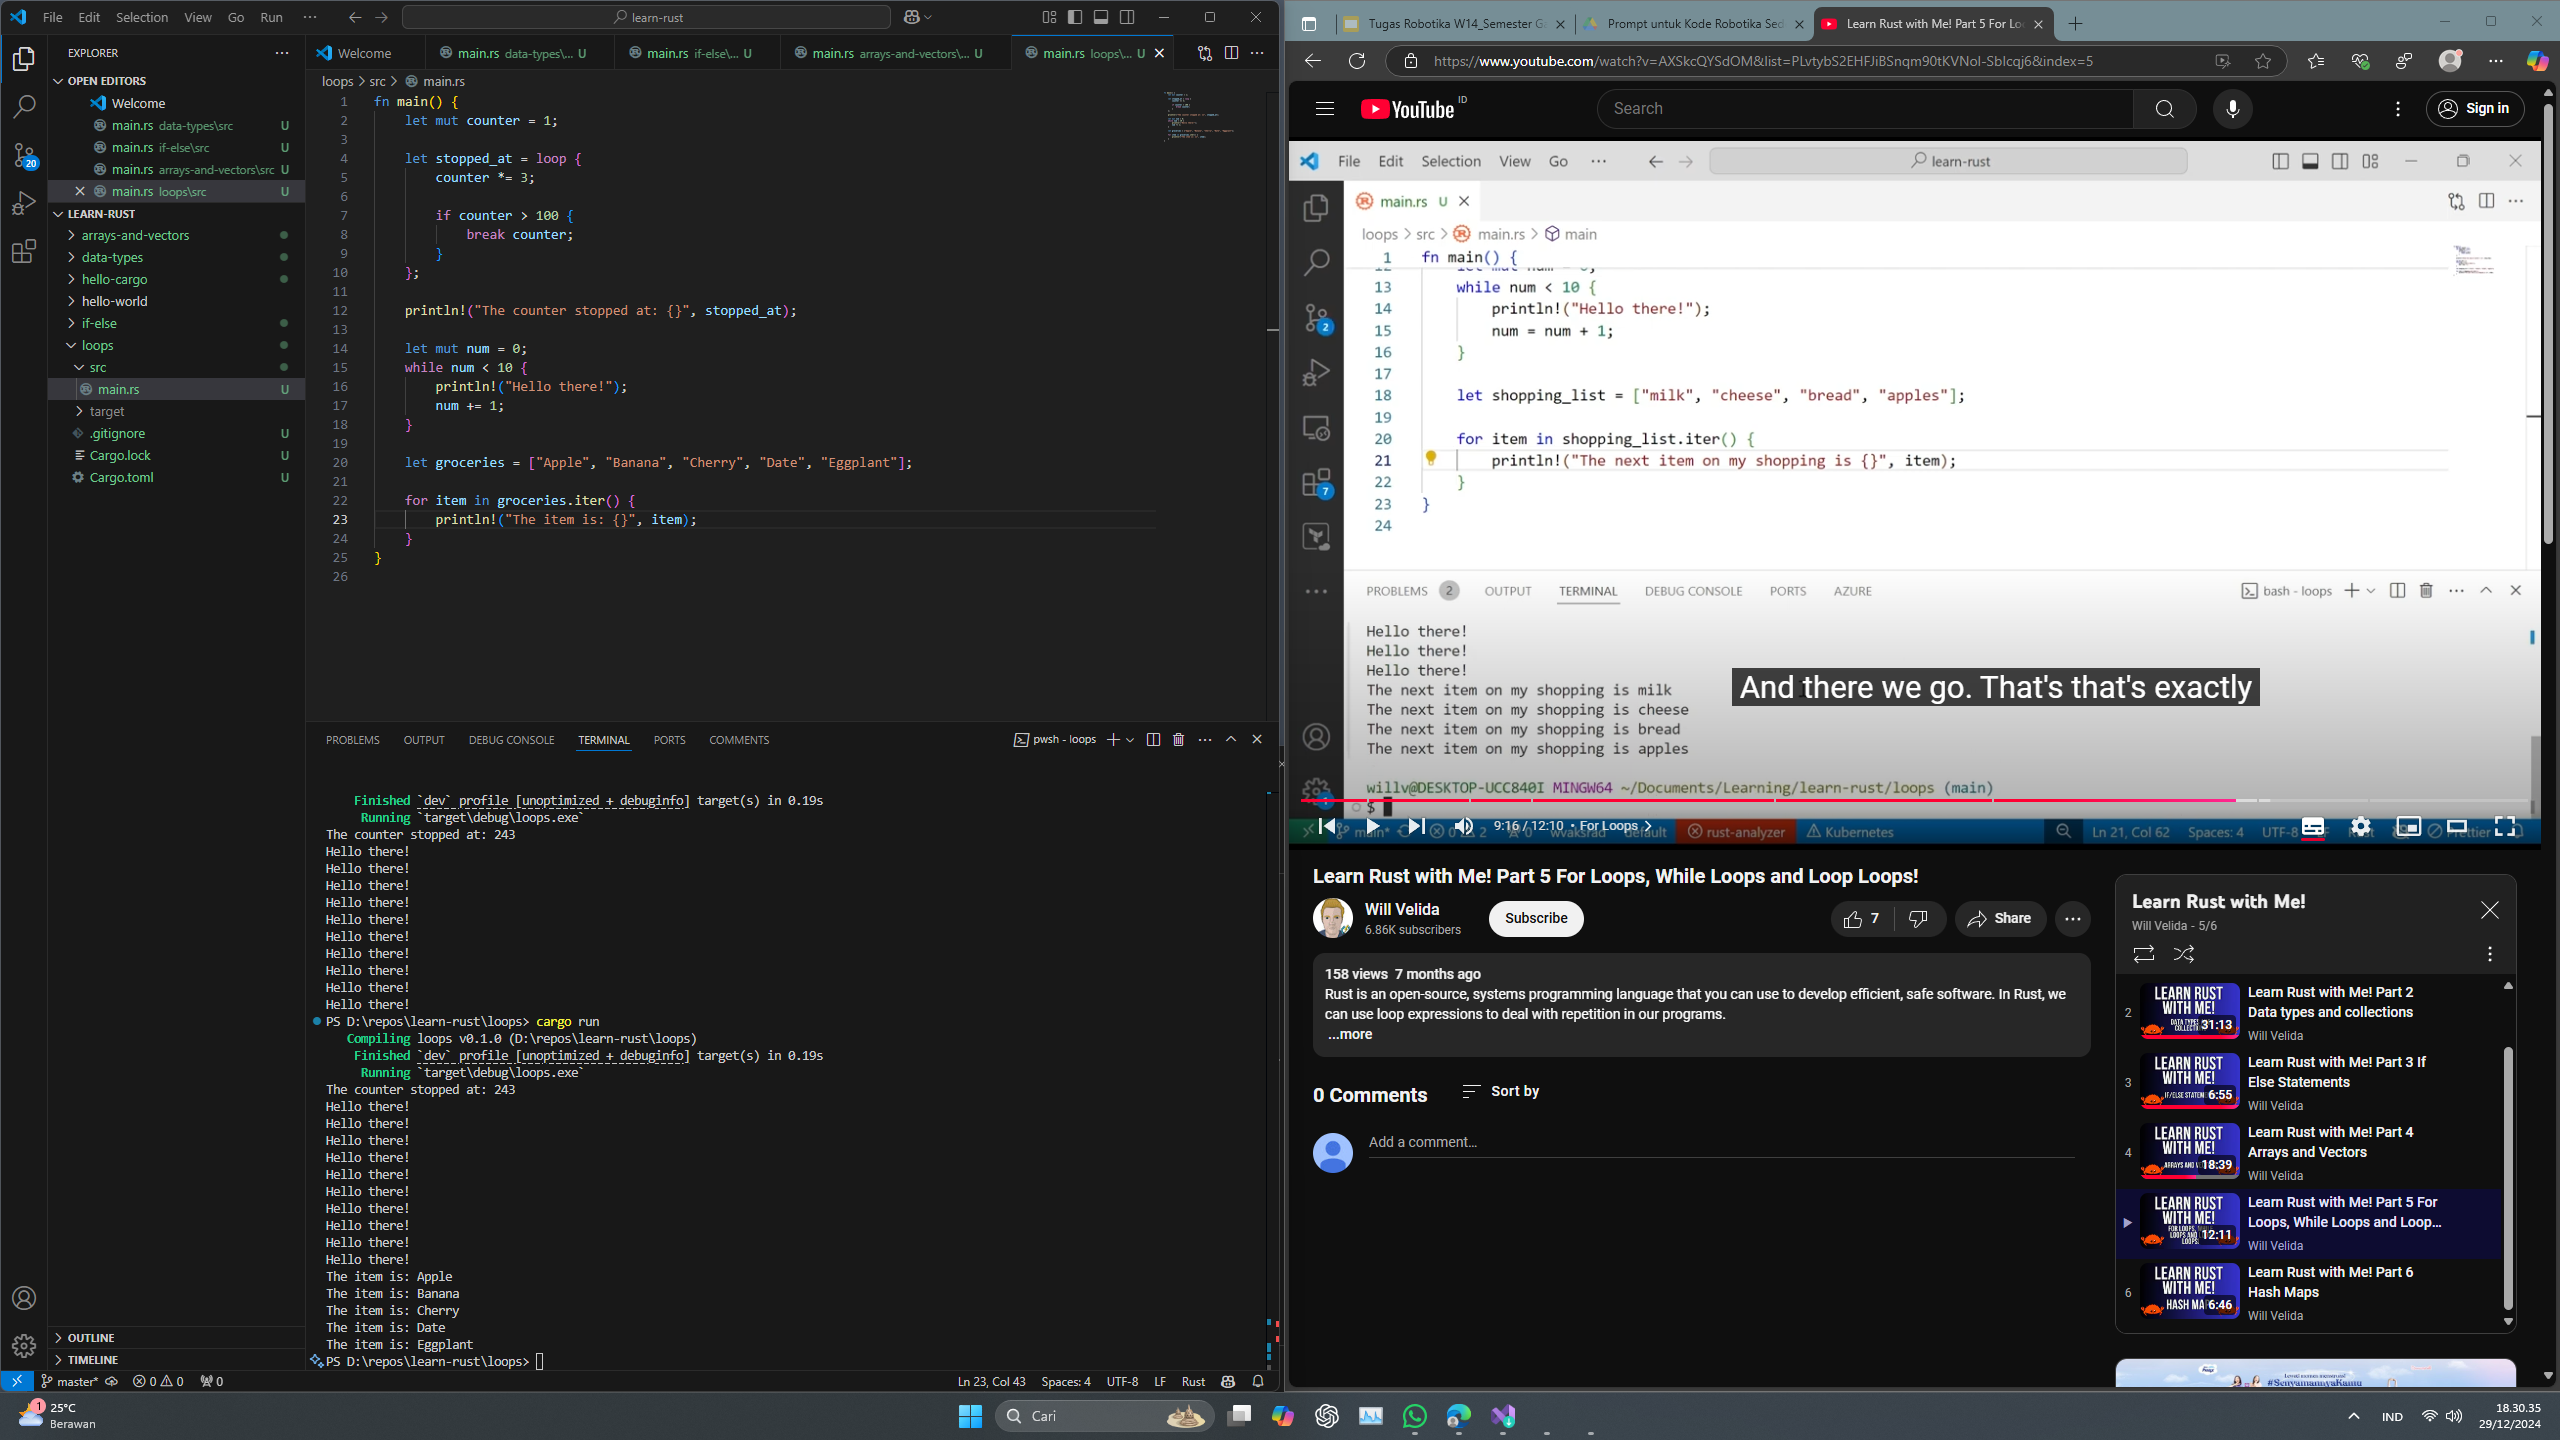 File Edit Selection View Go Run ··· learn-rust
EXPLORER
OPEN EDITORS
Welcome
main.rs data-types\src U
main.rs if-else\src U
main.rs arrays-and-vectors\src U
main.rs loops\src U
LEARN-RUST
arrays-and-vectors
data-types
hello-cargo
hello-world
if-else
loops
src
main.rs U
target
.gitignore U
Cargo.lock U
Cargo.toml U
OUTLINE
TIMELINE
20
Welcome main.rs data-types\... U main.rs if-else\... U main.rs arrays-and-vectors\... U main.rs loops\... U
loops > src > main.rs
1 fn main() {
2 let mut counter = 1;
3
4 let stopped_at = loop {
5 counter *= 3;
6
7 if counter > 100 {
8 break counter;
9 }
10 };
11
12 println!("The counter stopped at: {}", stopped_at);
13
14 let mut num = 0;
15 while num < 10 {
16 println!("Hello there!");
17 num += 1;
18 }
19
20 let groceries = ["Apple", "Banana", "Cherry", "Date", "Eggplant"];
21
22 for item in groceries.iter() {
23 println!("The item is: {}", item);
24 }
25 }
26
PROBLEMS OUTPUT DEBUG CONSOLE TERMINAL PORTS COMMENTS pwsh - loops
Finished `dev` profile [unoptimized + debuginfo] target(s) in 0.19s
Running `target\debug\loops.exe`
The counter stopped at: 243
Hello there!
Hello there!
Hello there!
Hello there!
Hello there!
Hello there!
Hello there!
Hello there!
Hello there!
Hello there!
PS D:\repos\learn-rust\loops> cargo run
Compiling loops v0.1.0 (D:\repos\learn-rust\loops)
Finished `dev` profile [unoptimized + debuginfo] target(s) in 0.19s
Running `target\debug\loops.exe`
The counter stopped at: 243
Hello there!
Hello there!
Hello there!
Hello there!
Hello there!
Hello there!
Hello there!
Hello there!
Hello there!
Hello there!
The item is: Apple
The item is: Banana
The item is: Cherry
The item is: Date
The item is: Eggplant
PS D:\repos\learn-rust\loops>
master* 0 0 0 Ln 23, Col 43 Spaces: 4 UTF-8 LF Rust
Tugas Robotika W14_Semester Ga Prompt untuk Kode Robotika Sed Learn Rust with Me! Part 5 For Lo
https://www.youtube.com/watch?v=AXSkcQYSdOM&list=PLvtybS2EHFJiBSnqm90tKVNoI-SbIcqj6&index=5
YouTube ID Search Sign in
File Edit Selection View Go ··· learn-rust
main.rs U
loops > src > main.rs > main
1 fn main() {
13 while num < 10 {
14 println!("Hello there!");
15 num = num + 1;
16 }
17
18 let shopping_list = ["milk", "cheese", "bread", "apples"];
19
20 for item in shopping_list.iter() {
21 println!("The next item on my shopping is {}", item);
22 }
23 }
24
2
7
PROBLEMS 2 OUTPUT TERMINAL DEBUG CONSOLE PORTS AZURE bash - loops
Hello there!
Hello there!
Hello there!
The next item on my shopping is milk
The next item on my shopping is cheese
The next item on my shopping is bread
The next item on my shopping is apples
And there we go. That's that's exactly
willv@DESKTOP-UCC840I MINGW64 ~/Documents/Learning/learn-rust/loops (main)
$
9:16 / 12:10 • For Loops
main* wvaksrad default rust-analyzer Kubernetes Ln 21, Col 62 Spaces: 4 UTF-8 Prettier
Learn Rust with Me! Part 5 For Loops, While Loops and Loop Loops!
Will Velida
6.86K subscribers
Subscribe
7 Share
158 views 7 months ago
Rust is an open-source, systems programming language that you can use to develop efficient, safe software. In Rust, we
can use loop expressions to deal with repetition in our programs.
...more
0 Comments Sort by
Add a comment...
Learn Rust with Me!
Will Velida - 5/6
2 LEARN RUST WITH ME! 31:13
Learn Rust with Me! Part 2
Data types and collections
Will Velida
3 LEARN RUST WITH ME! 6:55
Learn Rust with Me! Part 3 If
Else Statements
Will Velida
4 LEARN RUST WITH ME! 18:39
Learn Rust with Me! Part 4
Arrays and Vectors
Will Velida
LEARN RUST WITH ME! 12:11
Learn Rust with Me! Part 5 For
Loops, While Loops and Loop...
Will Velida
6 LEARN RUST WITH ME! 6:46
Learn Rust with Me! Part 6
Hash Maps
Will Velida
#SenyamannyaKamu
1
25°C
Berawan
Cari
IND
18.30.35
29/12/2024